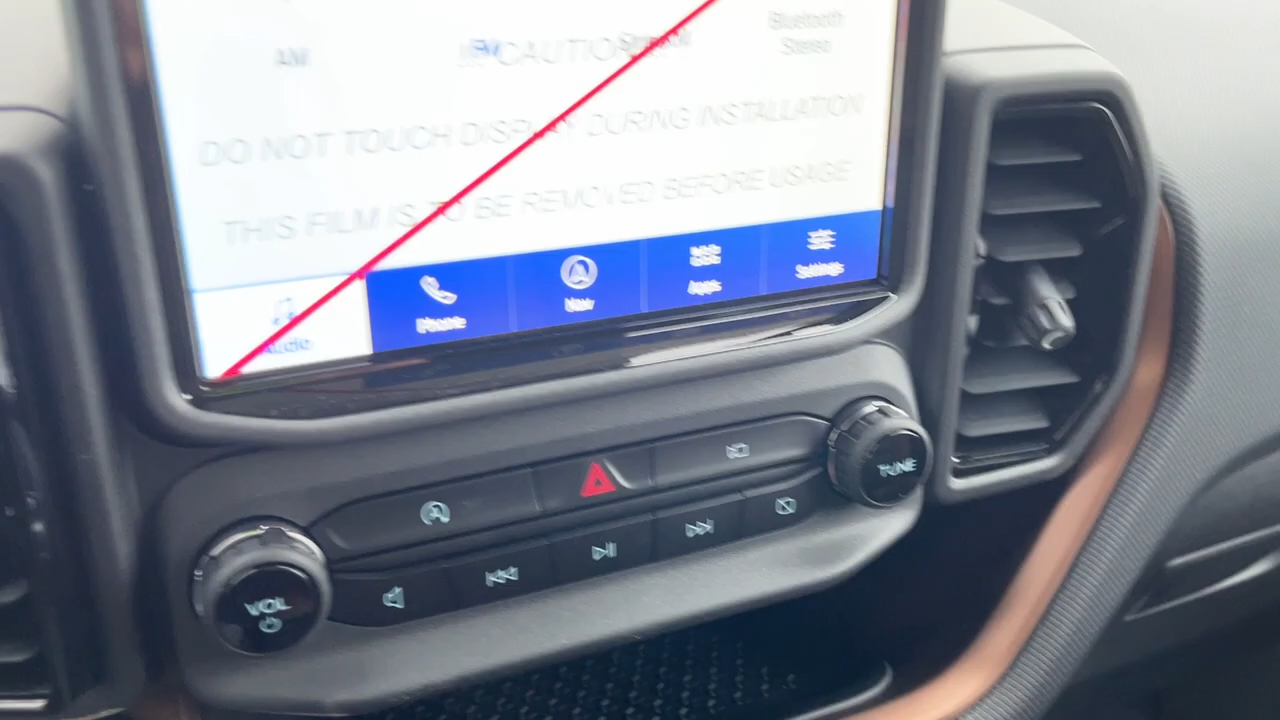 AM
FM
Bluetooth
Stereo
CAUTION
DO NOT TOUCH DISPLAY DURING INSTALLATION
THIS FILM IS TO BE REMOVED BEFORE USAGE
Audio
Phone
Nav
Apps
Settings
TUNE
VOL